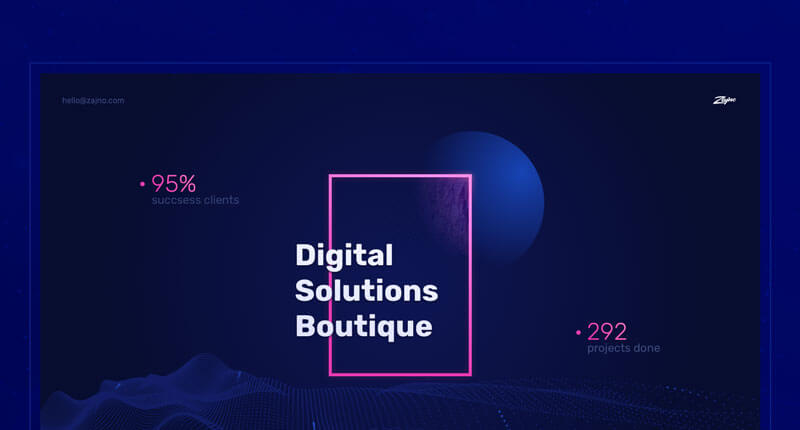 hello@zajno.com
Zajno
95%
succsess clients
Digital
Solutions
Boutique
292
projects done